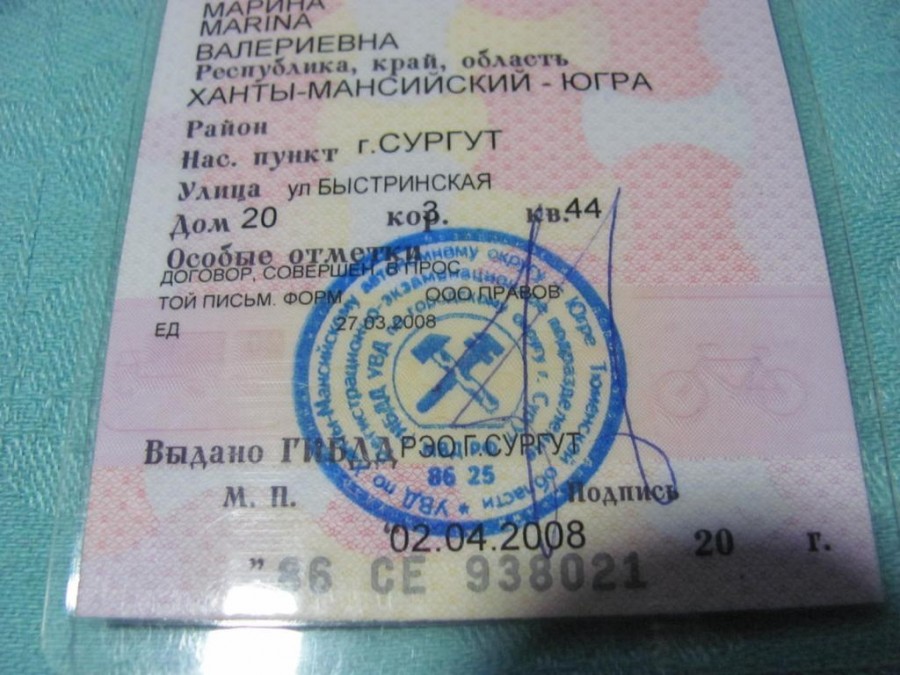 МАРИНА
MARINA
ВАЛЕРИЕВНА
Республика, край, область
ХАНТЫ-МАНСИЙСКИЙ - ЮГРА
Район
Нас. пункт г.СУРГУТ
Улица ул БЫСТРИНСКАЯ
Дом 20 кор. 3 кв. 44
Особые отметки
ДОГОВОР, СОВЕРШЕН. В ПРОС
ТОЙ ПИСЬМ. ФОРМ ООО ПРАВОВ
ЕД 27.03.2008
Выдано ГИБДД РЭО Г.СУРГУТ
86 25
М. П. Подпись
"02.04.2008 20 г.
" 86 СЕ 938021